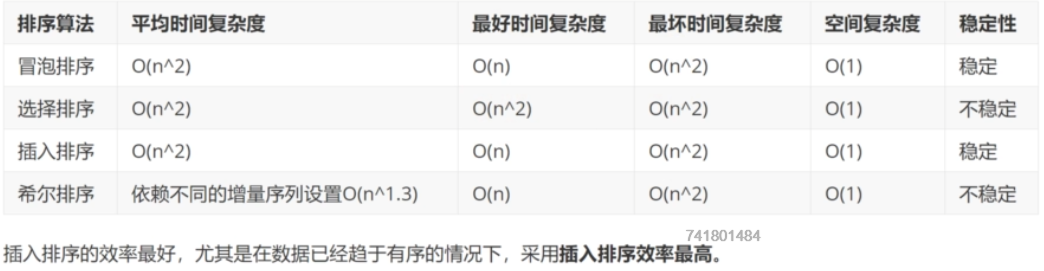 排序算法 平均时间复杂度 最好时间复杂度 最坏时间复杂度 空间复杂度 稳定性
冒泡排序 O(n^2) O(n) O(n^2) O(1) 稳定
选择排序 O(n^2) O(n^2) O(n^2) O(1) 不稳定
插入排序 O(n^2) O(n) O(n^2) O(1) 稳定
希尔排序 依赖不同的增量序列设置O(n^1.3) O(n) O(n^2) O(1) 不稳定
741801484
插入排序的效率最好，尤其是在数据已经趋于有序的情况下，采用插入排序效率最高。